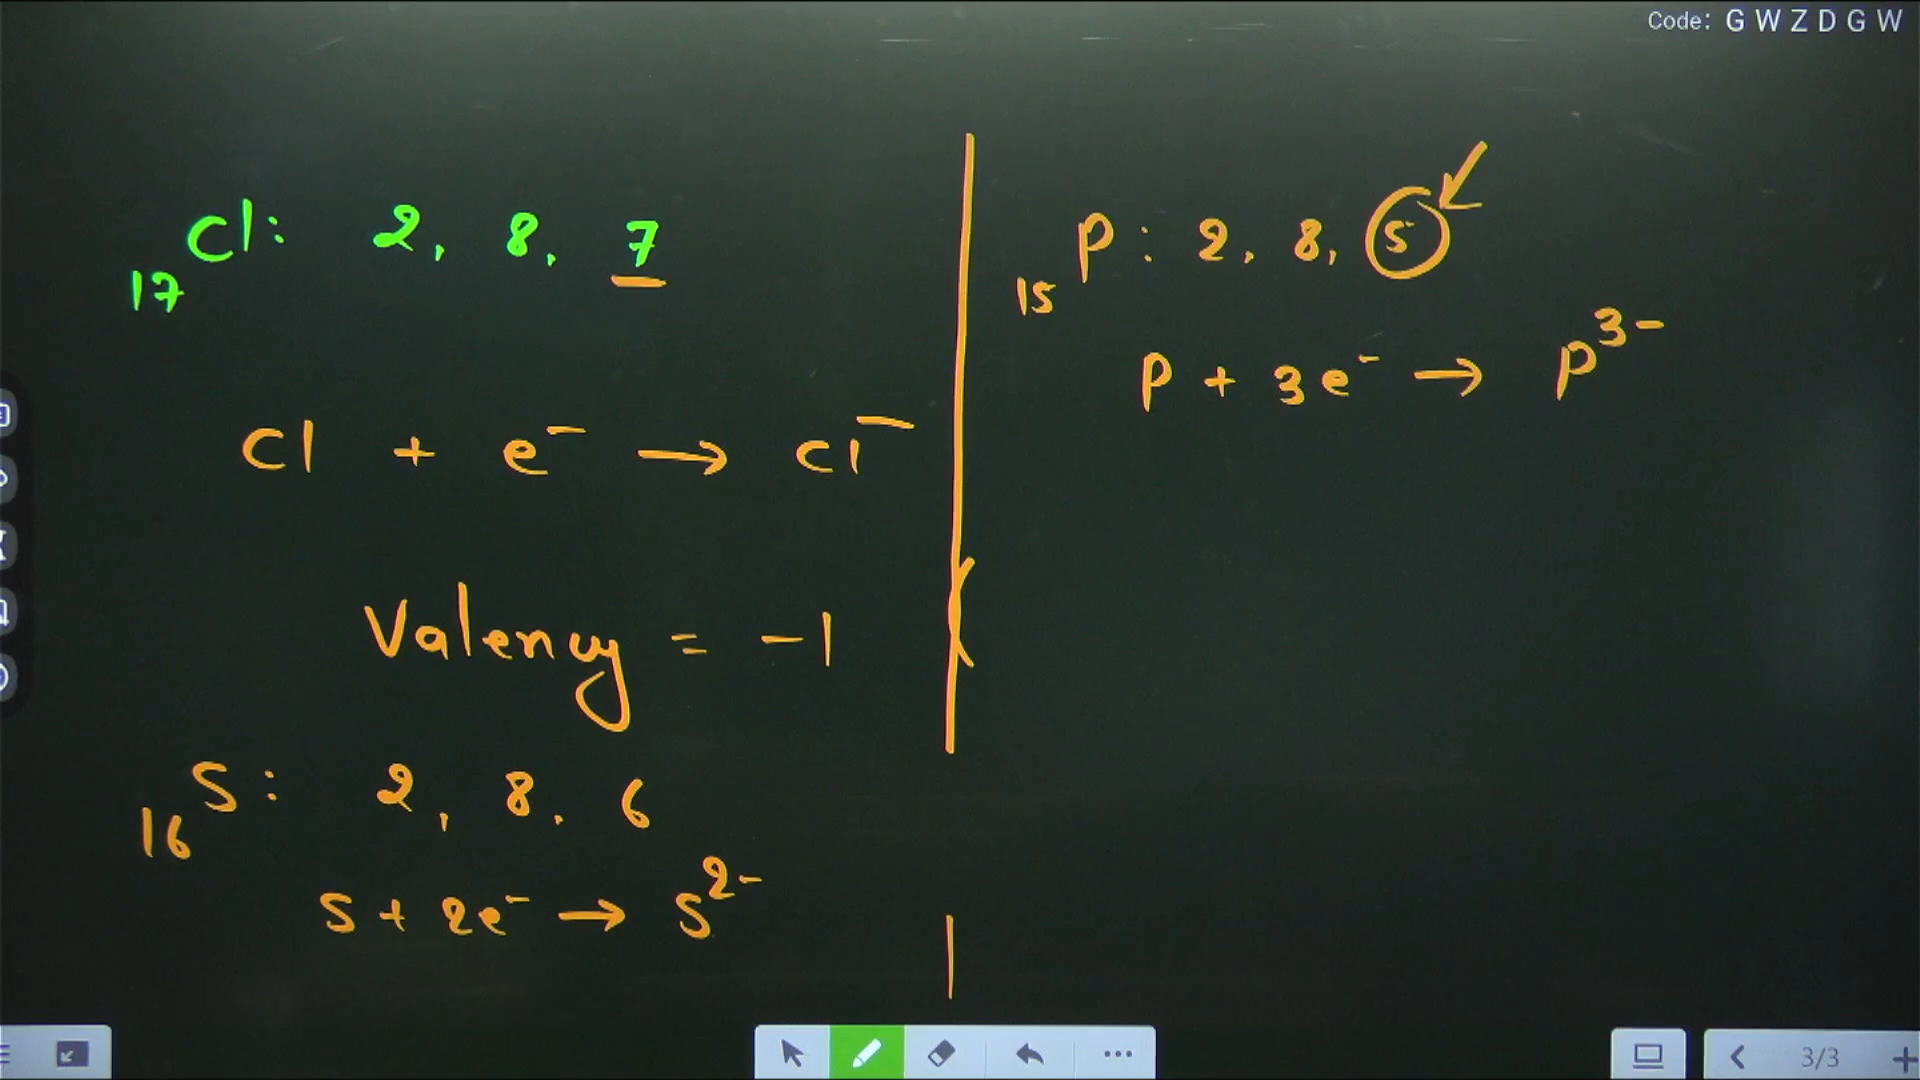 Code: G W Z D G W
17Cl: 2, 8, 7
Cl + e⁻ → Cl⁻
Valency = -1
16S: 2, 8, 6
S + 2e⁻ → S²⁻
15P: 2, 8, 5
P + 3e⁻ → P³⁻
3/3